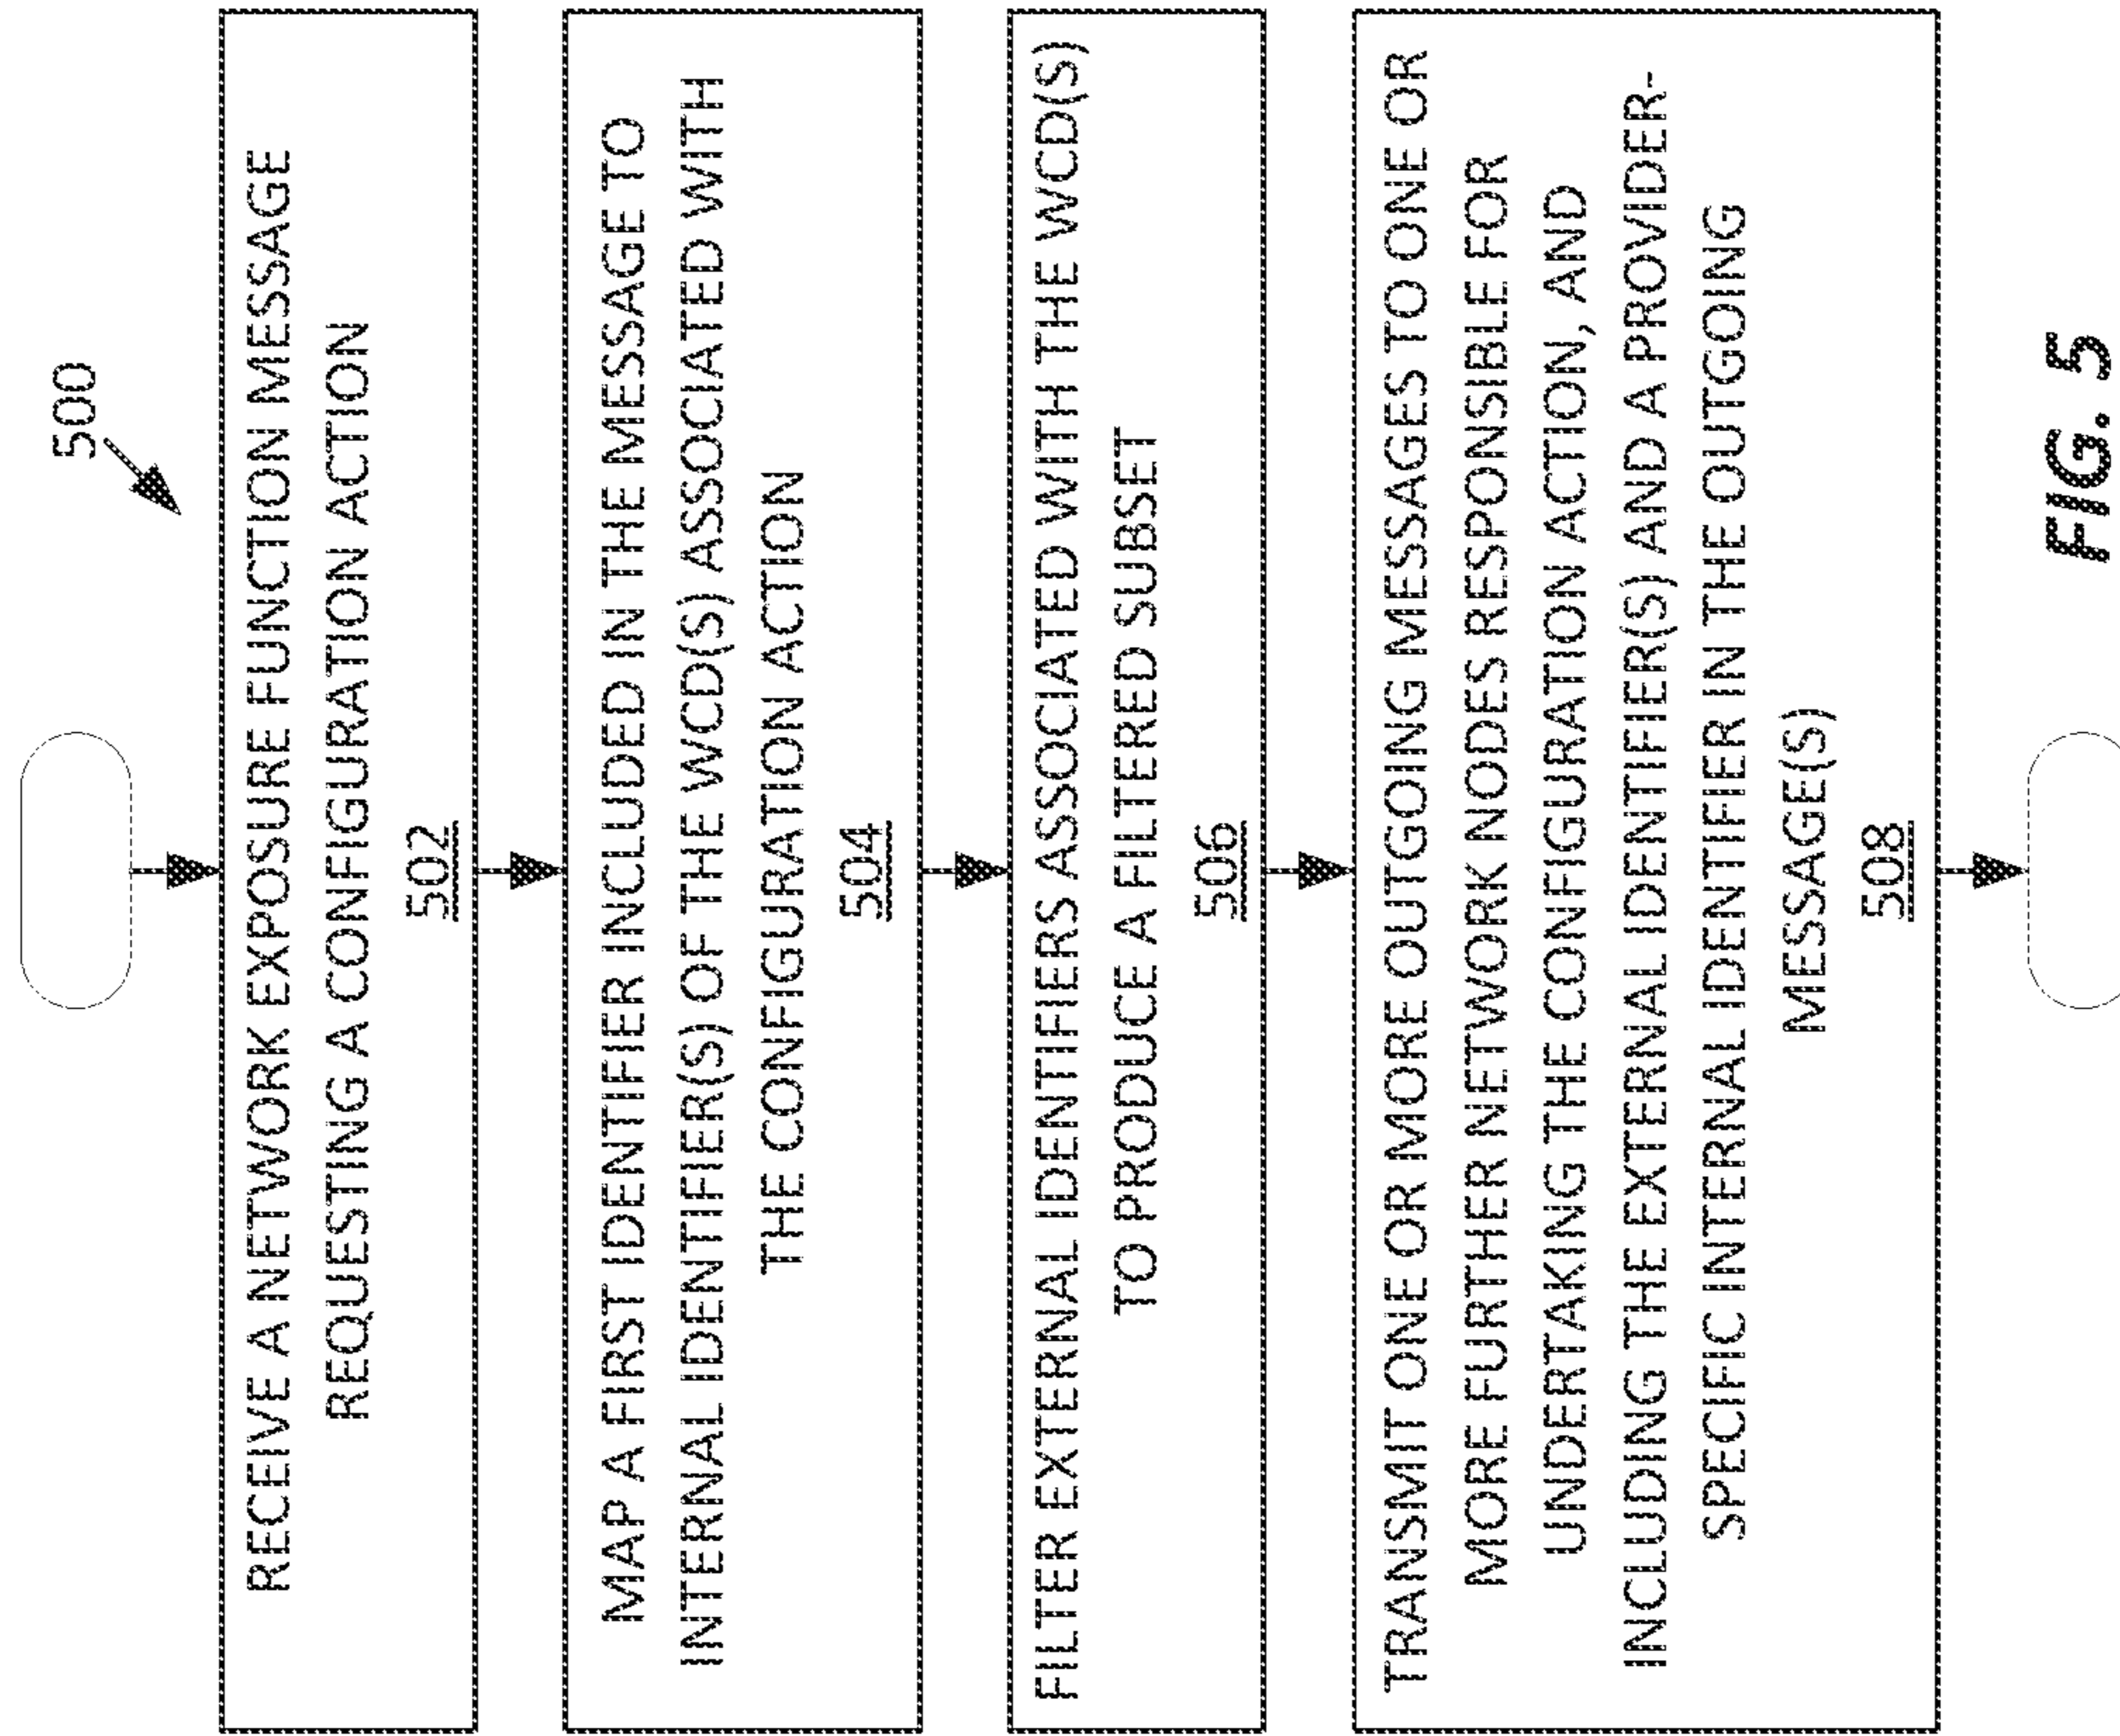 500
RECEIVE A NETWORK EXPOSURE FUNCTION MESSAGE
REQUESTING A CONFIGURATION ACTION
502
MAP A FIRST IDENTIFIER INCLUDED IN THE MESSAGE TO
INTERNAL IDENTIFIER(S) OF THE WCD(S) ASSOCIATED WITH
THE CONFIGURATION ACTION
504
FILTER EXTERNAL IDENTIFIERS ASSOCIATED WITH THE WCD(S)
TO PRODUCE A FILTERED SUBSET
506
TRANSMIT ONE OR MORE OUTGOING MESSAGES TO ONE OR
MORE FURTHER NETWORK NODES RESPONSIBLE FOR
UNDERTAKING THE CONFIGURATION ACTION, AND
INCLUDING THE EXTERNAL IDENTIFIER(S) AND A PROVIDER-
SPECIFIC INTERNAL IDENTIFIER IN THE OUTGOING
MESSAGE(S)
508
FIG. 5